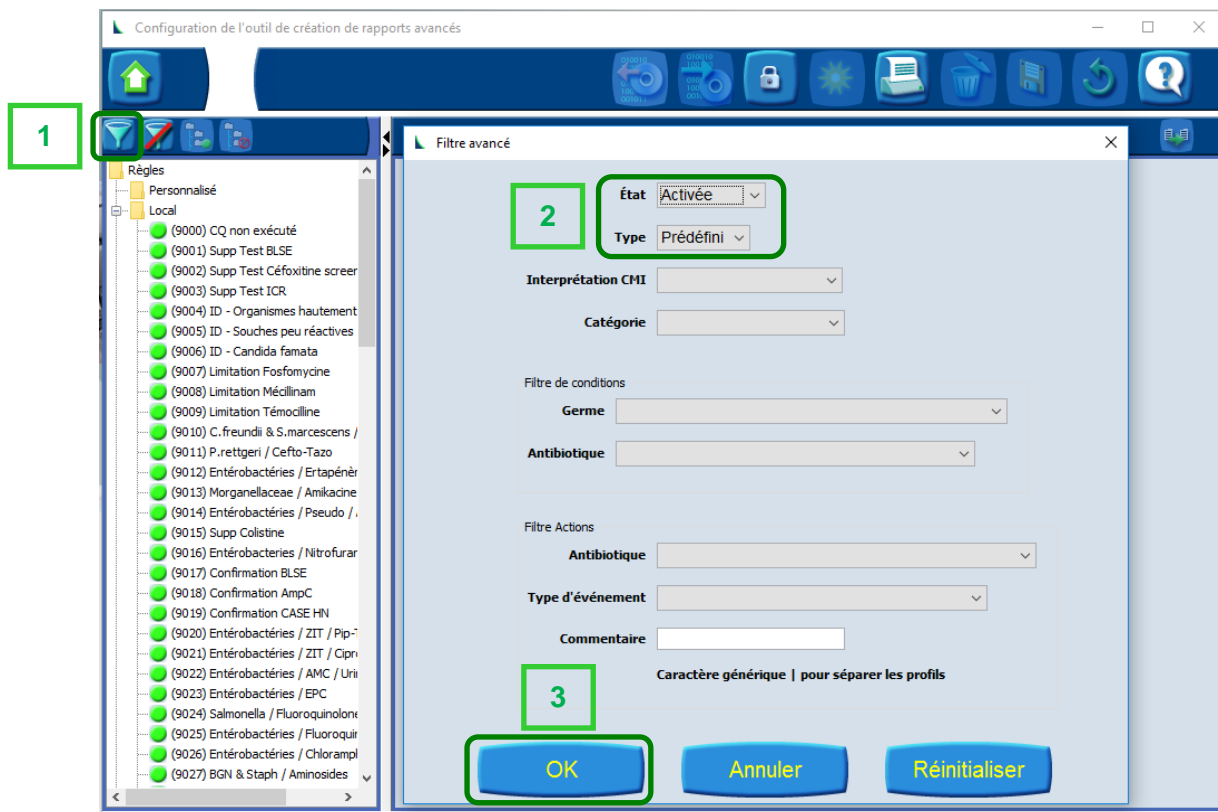 Configuration de l'outil de création de rapports avancés
1
Règles
Personnalisé
Local
(9000) CQ non exécuté
(9001) Supp Test BLSE
(9002) Supp Test Céfoxitine screer
(9003) Supp Test ICR
(9004) ID - Organismes hautement
(9005) ID - Souches peu réactives
(9006) ID - Candida famata
(9007) Limitation Fosfomycine
(9008) Limitation Mécillinam
(9009) Limitation Témocilline
(9010) C.freundii & S.marcescens /
(9011) P.rettgeri / Cefto-Tazo
(9012) Entérobactéries / Ertapénèr
(9013) Morganellaceae / Amikacine
(9014) Entérobactéries / Pseudo / 
(9015) Supp Colistine
(9016) Entérobacteries / Nitrofurar
(9017) Confirmation BLSE
(9018) Confirmation AmpC
(9019) Confirmation CASE HN
(9020) Entérobactéries / ZIT / Pip-T
(9021) Entérobactéries / ZIT / Cipr
(9022) Entérobactéries / AMC / Uri
(9023) Entérobactéries / EPC
(9024) Salmonella / Fluoroquinolone
(9025) Entérobactéries / Fluoroquir
(9026) Entérobactéries / Chlorampl
(9027) BGN & Staph / Aminosides
Filtre avancé
2
État Activée
Type Prédéfini
Interprétation CMI
Catégorie
Filtre de conditions
Germe
Antibiotique
Filtre Actions
Antibiotique
Type d'événement
Commentaire
Caractère générique | pour séparer les profils
3
OK Annuler Réinitialiser